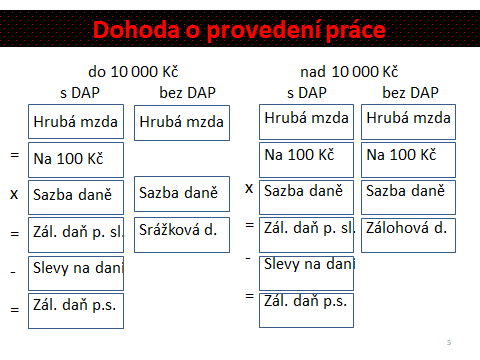 Dohoda o provedení práce
do 10 000 Kč
nad 10 000 Kč
s DAP
bez DAP
s DAP
bez DAP
Hrubá mzda
Hrubá mzda
Hrubá mzda
Hrubá mzda
= Na 100 Kč
Na 100 Kč
Na 100 Kč
x Sazba daně
Sazba daně
x Sazba daně
Sazba daně
= Zál. daň p. sl.
Srážková d.
= Zál. daň p. sl.
Zálohová d.
- Slevy na dani
- Slevy na dani
= Zál. daň p.s.
= Zál. daň p.s.
5